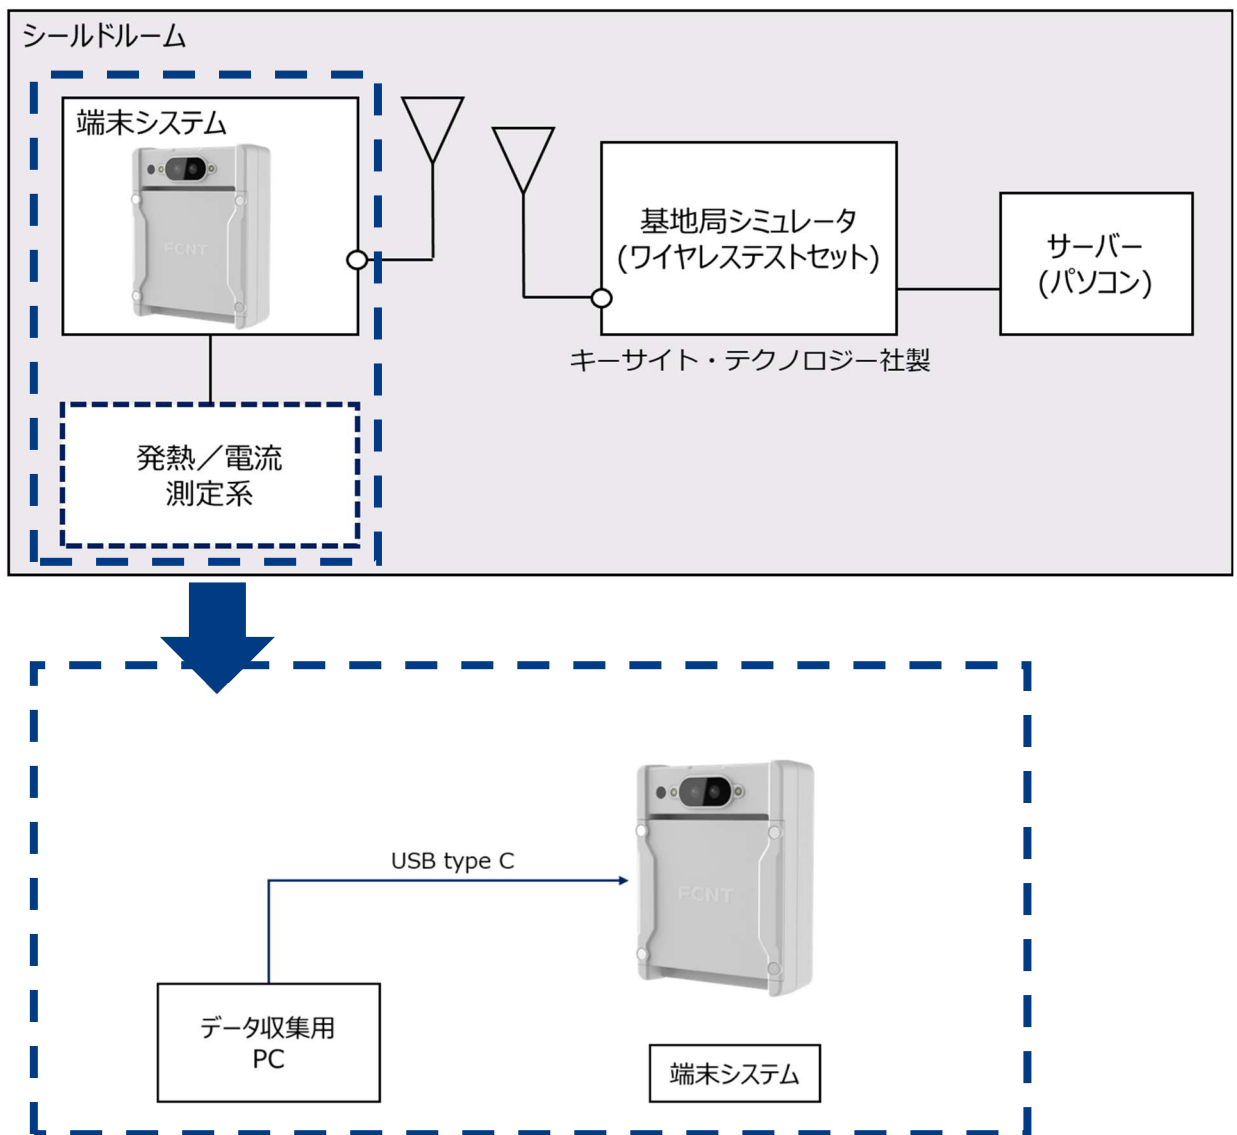 シールドルーム
端末システム
FCNT
基地局シミュレータ
(ワイヤレステストセット)
サーバー
(パソコン)
キーサイト・テクノロジー社製
発熱／電流
測定系
USB type C
FCNT
データ収集用
PC
端末システム